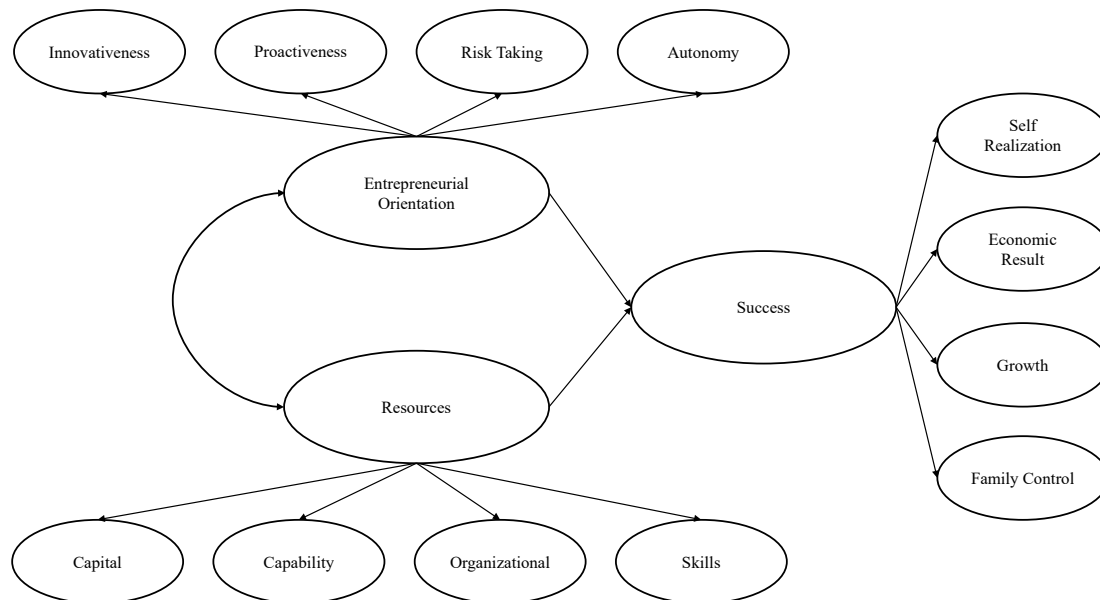 Innovativeness
Proactiveness
Risk Taking
Autonomy
Entrepreneurial
Orientation
Self
Realization
Economic
Result
Success
Growth
Resources
Family Control
Capital
Capability
Organizational
Skills